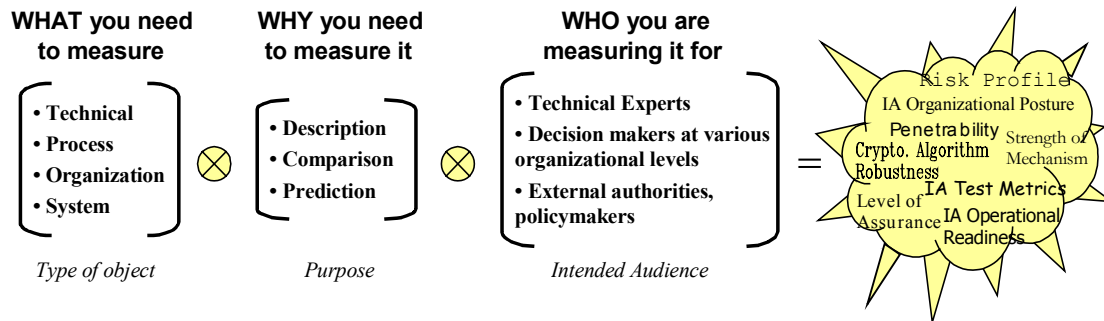 WHAT you need
to measure
• Technical
• Process
• Organization
• System
Type of object
WHY you need
to measure it
• Description
• Comparison
• Prediction
Purpose
WHO you are
measuring it for
• Technical Experts
• Decision makers at various
organizational levels
• External authorities,
policymakers
Intended Audience
=
Risk Profile
IA Organizational Posture
Penetrability
Strength of
Mechanism
Crypto. Algorithm
Robustness
IA Test Metrics
Level of
Assurance
IA Operational
Readiness